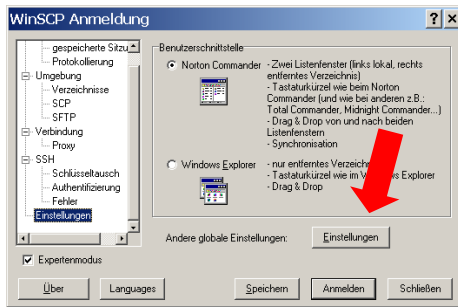 WinSCP Anmeldung
gespeicherte Sitzu
Protokollierung
Umgebung
Verzeichnisse
SCP
SFTP
Verbindung
Proxy
SSH
Schlüsseltausch
Authentifizierung
Fehler
Einstellungen
Expertenmodus
Benutzerschnittstelle
Norton Commander
- Zwei Listenfenster (links lokal, rechts
entferntes Verzeichnis)
- Tastaturkürzel wie beim Norton
Commander (und wie bei anderen z.B.:
Total Commander, Midnight Commander...)
- Drag & Drop von und nach beiden
Listenfenstern
- Synchronisation
Windows Explorer
- nur entferntes
- Tastaturkürzel wie im Explorer
- Drag & Drop
Andere globale Einstellungen:
Einstellungen
Über
Languages
Speichern
Anmelden
Schließen